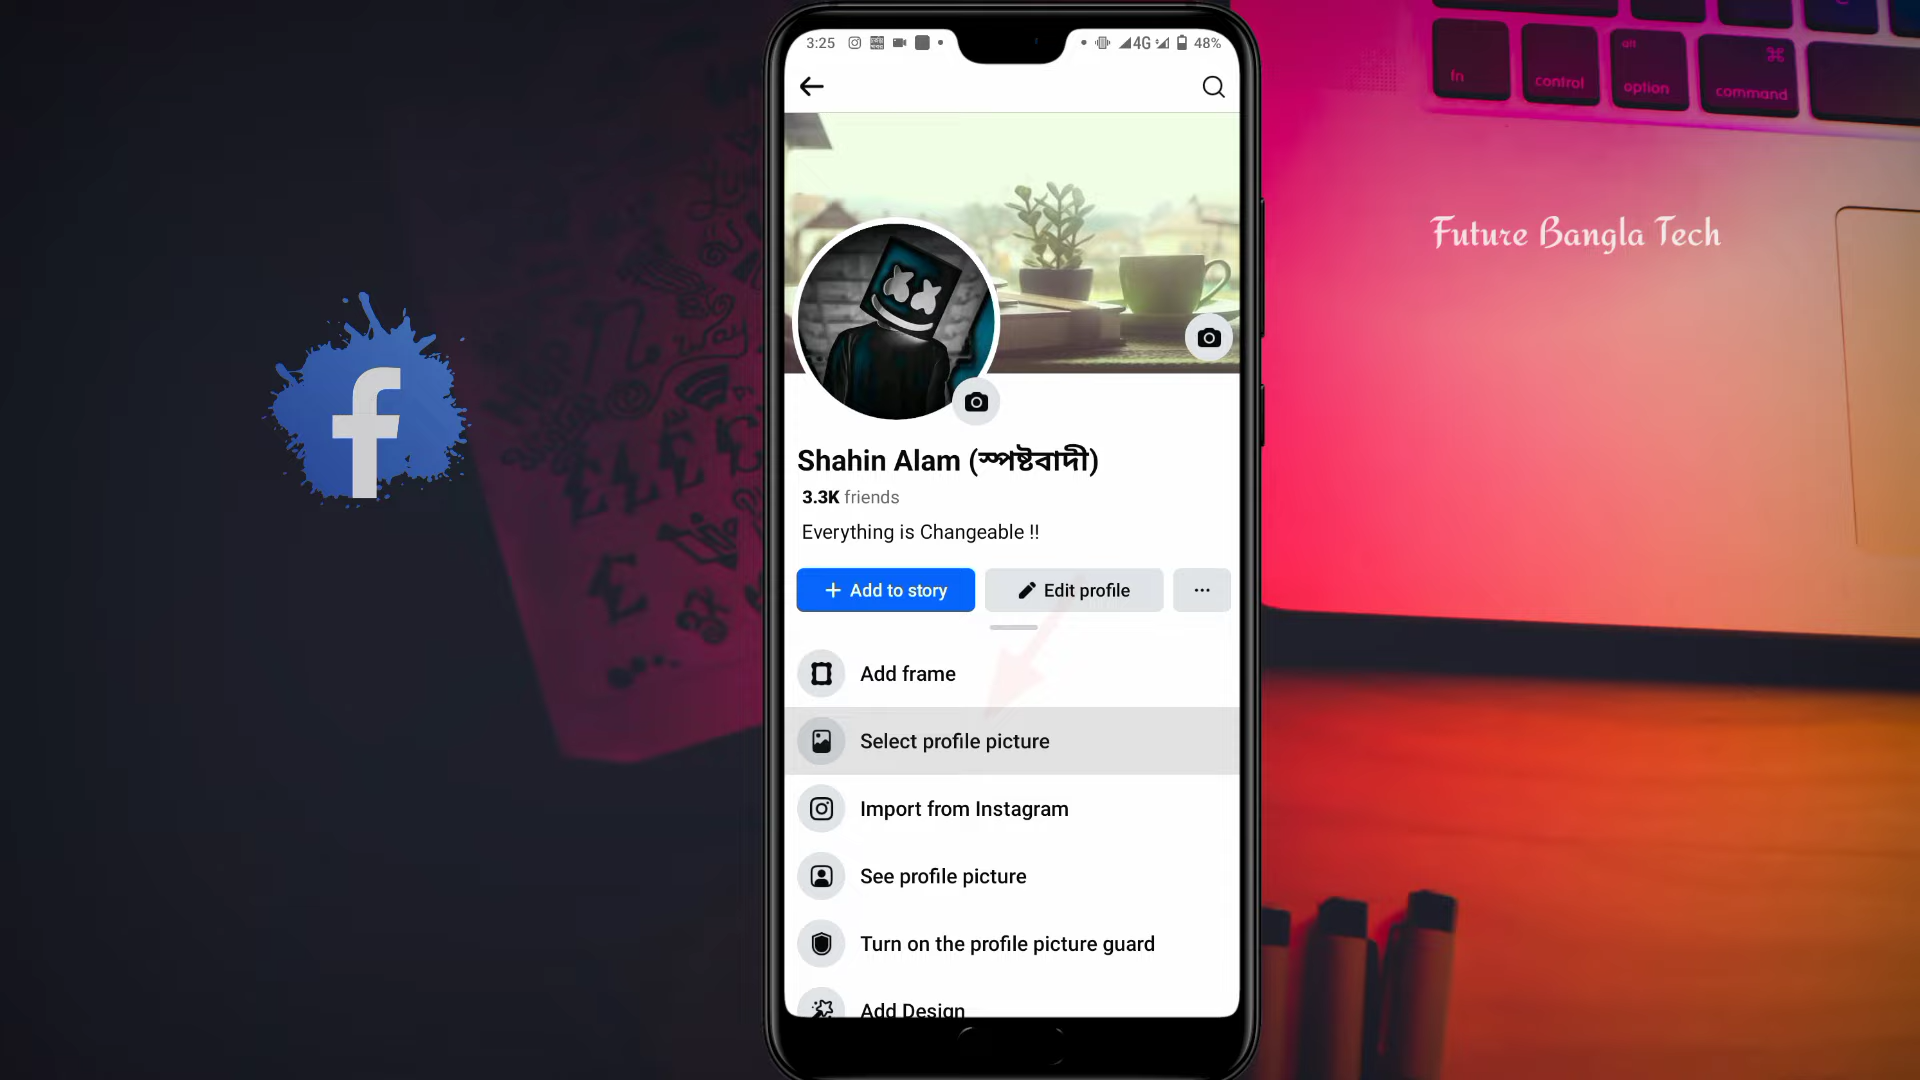 3:25
4G
48%
fn
control
alt
option
⌘
command
Future Bangla Tech
f
Shahin Alam (স্পষ্টবাদী)
3.3K friends
Everything is Changeable !!
+ Add to story
Edit profile
Add frame
Select profile picture
Import from Instagram
See profile picture
Turn on the profile picture guard
Add Design